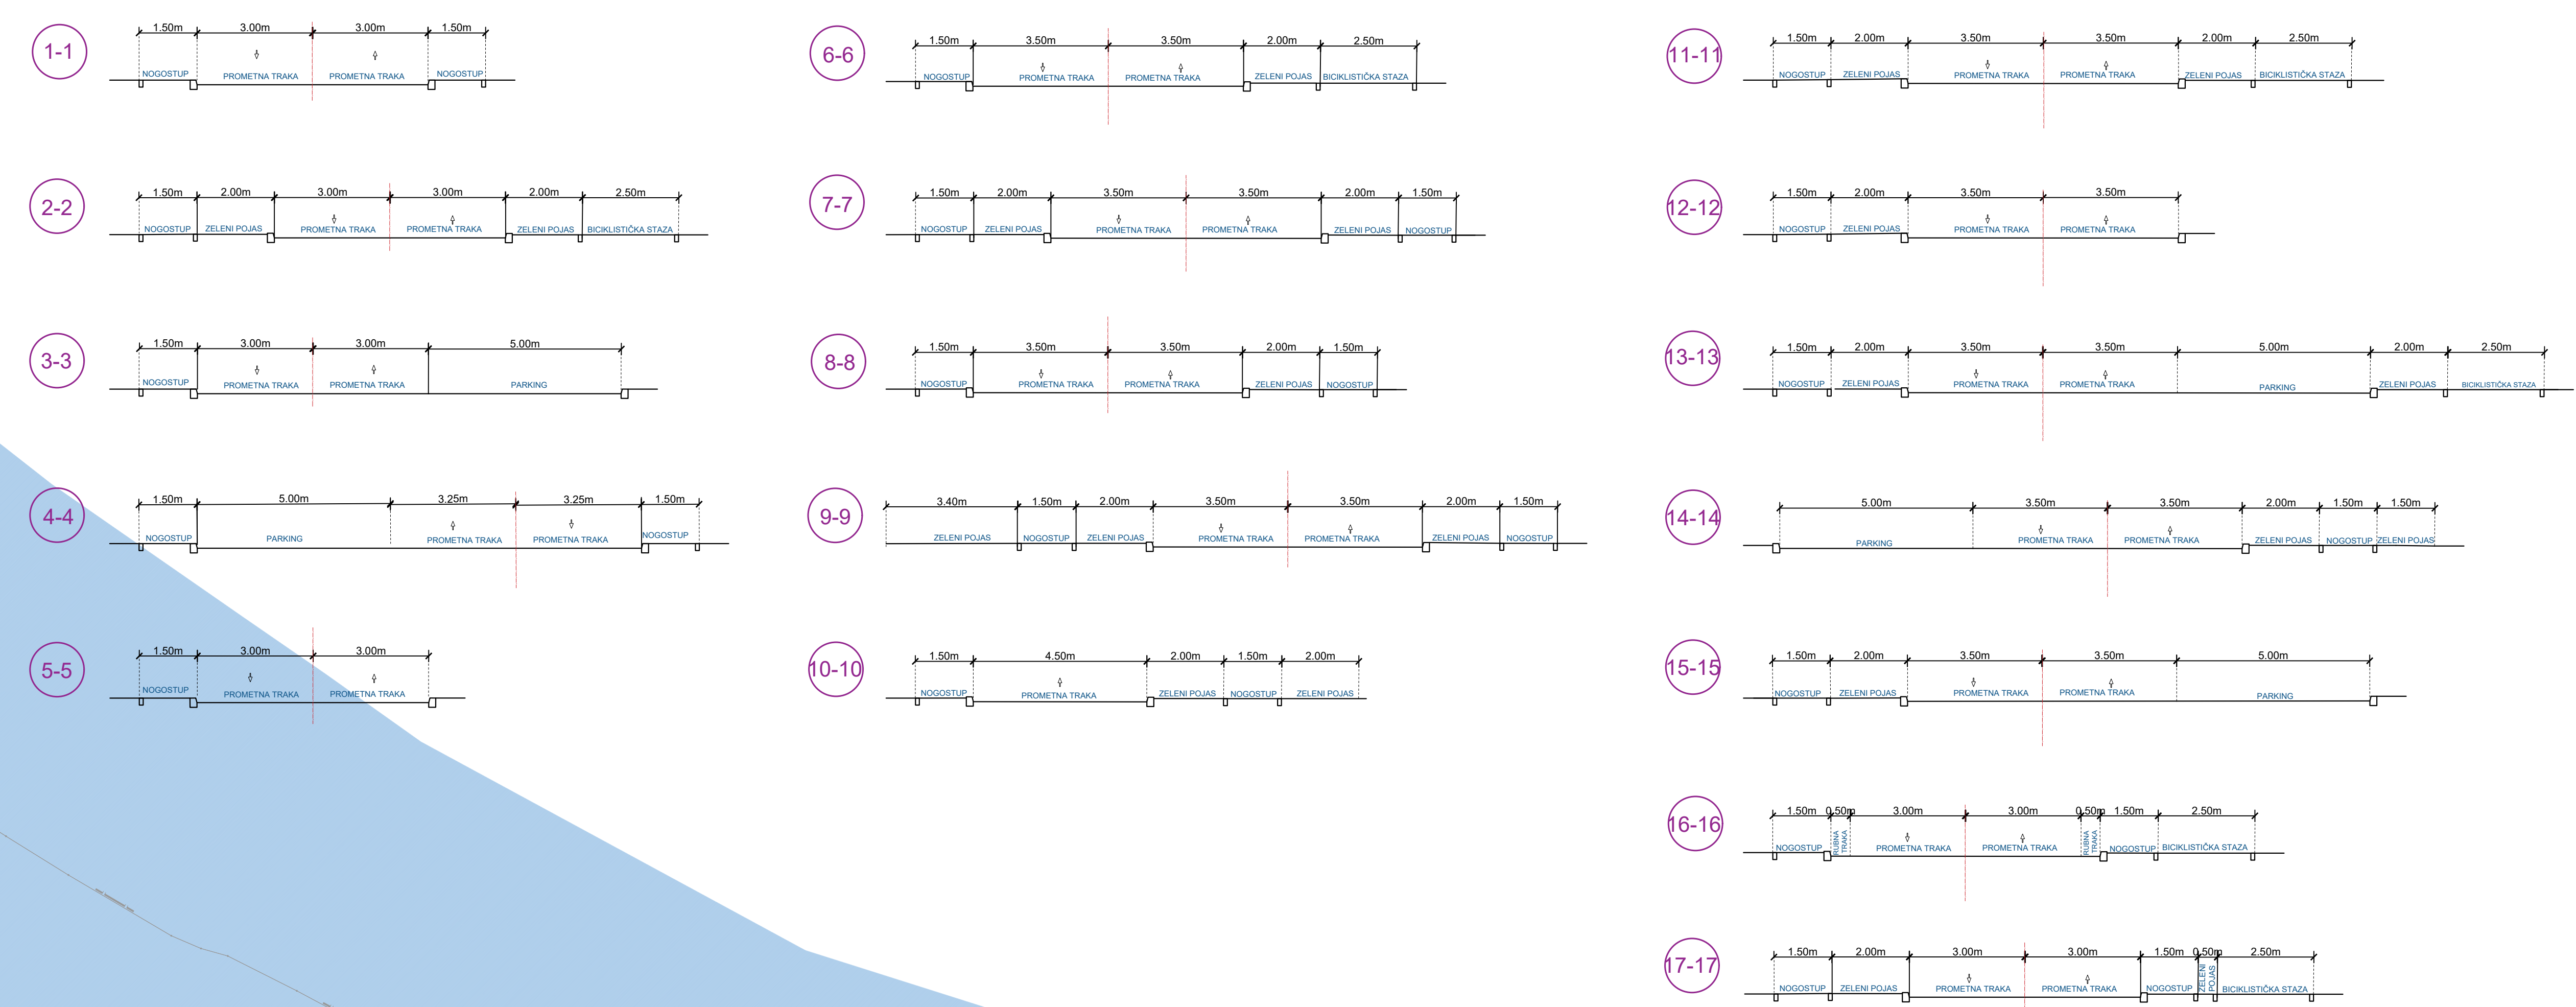 1-1
1.50m 3.00m 3.00m 1.50m
NOGOSTUP PROMETNA TRAKA PROMETNA TRAKA NOGOSTUP
2-2
1.50m 2.00m 3.00m 3.00m 2.00m 2.50m
NOGOSTUP ZELENI POJAS PROMETNA TRAKA PROMETNA TRAKA ZELENI POJAS BICIKLISTIČKA STAZA
3-3
1.50m 3.00m 3.00m 5.00m
NOGOSTUP PROMETNA TRAKA PROMETNA TRAKA PARKING
4-4
1.50m 5.00m 3.25m 3.25m 1.50m
NOGOSTUP PARKING PROMETNA TRAKA PROMETNA TRAKA NOGOSTUP
5-5
1.50m 3.00m 3.00m
NOGOSTUP PROMETNA TRAKA PROMETNA TRAKA
6-6
1.50m 3.50m 3.50m 2.00m 2.50m
NOGOSTUP PROMETNA TRAKA PROMETNA TRAKA ZELENI POJAS BICIKLISTIČKA STAZA
7-7
1.50m 2.00m 3.50m 3.50m 2.00m 1.50m
NOGOSTUP ZELENI POJAS PROMETNA TRAKA PROMETNA TRAKA ZELENI POJAS NOGOSTUP
8-8
1.50m 3.50m 3.50m 2.00m 1.50m
NOGOSTUP PROMETNA TRAKA PROMETNA TRAKA ZELENI POJAS NOGOSTUP
9-9
3.40m 1.50m 2.00m 3.50m 3.50m 2.00m 1.50m
ZELENI POJAS NOGOSTUP ZELENI POJAS PROMETNA TRAKA PROMETNA TRAKA ZELENI POJAS NOGOSTUP
10-10
1.50m 4.50m 2.00m 1.50m 2.00m
NOGOSTUP PROMETNA TRAKA ZELENI POJAS NOGOSTUP ZELENI POJAS
11-11
1.50m 2.00m 3.50m 3.50m 2.00m 2.50m
NOGOSTUP ZELENI POJAS PROMETNA TRAKA PROMETNA TRAKA ZELENI POJAS BICIKLISTIČKA STAZA
12-12
1.50m 2.00m 3.50m 3.50m
NOGOSTUP ZELENI POJAS PROMETNA TRAKA PROMETNA TRAKA
13-13
1.50m 2.00m 3.50m 3.50m 5.00m 2.00m 2.50m
NOGOSTUP ZELENI POJAS PROMETNA TRAKA PROMETNA TRAKA PARKING ZELENI POJAS BICIKLISTIČKA STAZA
14-14
5.00m 3.50m 3.50m 2.00m 1.50m 1.50m
PARKING PROMETNA TRAKA PROMETNA TRAKA ZELENI POJAS NOGOSTUP ZELENI POJAS
15-15
1.50m 2.00m 3.50m 3.50m 5.00m
NOGOSTUP ZELENI POJAS PROMETNA TRAKA PROMETNA TRAKA PARKING
16-16
1.50m 0.50m 3.00m 3.00m 0.50m 1.50m 2.50m
NOGOSTUP RUBNA TRAKA PROMETNA TRAKA PROMETNA TRAKA RUBNA TRAKA NOGOSTUP BICIKLISTIČKA STAZA
17-17
1.50m 2.00m 3.00m 3.00m 1.50m 0.50m 2.50m
NOGOSTUP ZELENI POJAS PROMETNA TRAKA PROMETNA TRAKA NOGOSTUP ZELENI POJAS BICIKLISTIČKA STAZA